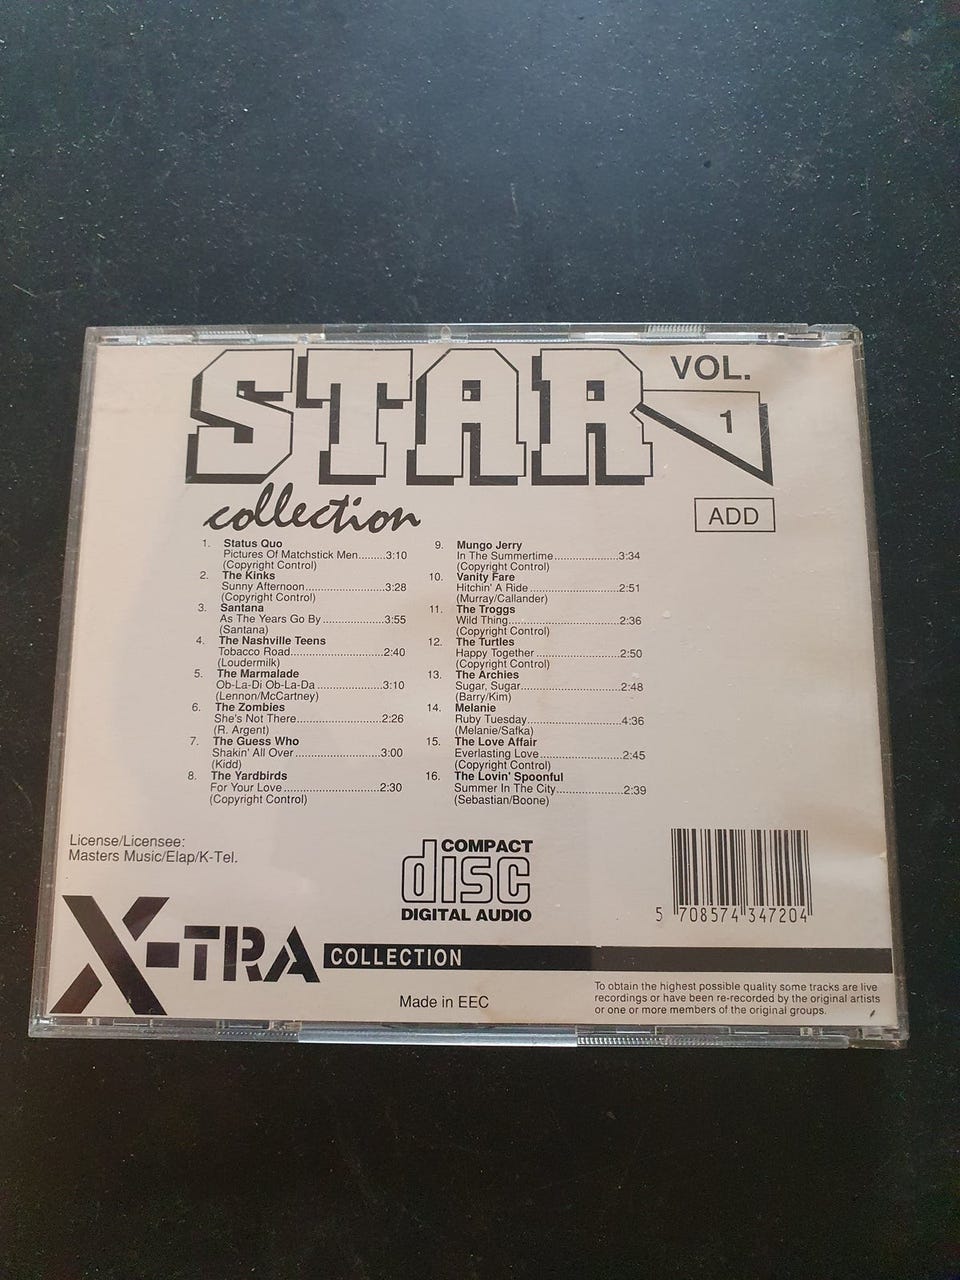 STAR
VOL.
1
collection
ADD
1. Status Quo
Pictures Of Matchstick Men........3:10
(Copyright Control)
2. The Kinks
Sunny Afternoon.........................3:28
(Copyright Control)
3. Santana
As The Years Go By...................3:55
(Santana)
4. The Nashville Teens
Tobacco Road.............................2:40
(Loudermilk)
5. The Marmalade
Ob-La-Di Ob-La-Da.....................3:10
(Lennon/McCartney)
6. The Zombies
She's Not There..........................2:26
(R. Argent)
7. The Guess Who
Shakin' All Over..........................3:00
(Kidd)
8. The Yardbirds
For Your Love.............................2:30
(Copyright Control)
9. Mungo Jerry
In The Summertime.....................3:34
(Copyright Control)
10. Vanity Fare
Hitchin' A Ride............................2:51
(Murray/Callander)
11. The Troggs
Wild Thing...................................2:36
(Copyright Control)
12. The Turtles
Happy Together..........................2:50
(Copyright Control)
13. The Archies
Sugar, Sugar...............................2:48
(Barry/Kim)
14. Melanie
Ruby Tuesday.............................4:36
(Melanie/Safka)
15. The Love Affair
Everlasting Love.........................2:45
(Copyright Control)
16. The Lovin' Spoonful
Summer In The City....................2:39
(Sebastian/Boone)
License/Licensee:
Masters Music/Elap/K-Tel.
COMPACT
disc
DIGITAL AUDIO
5 708574 347204
X-TRA COLLECTION
Made in EEC
To obtain the highest possible quality some tracks are live
recordings or have been re-recorded by the original artists
or one or more members of the original groups.